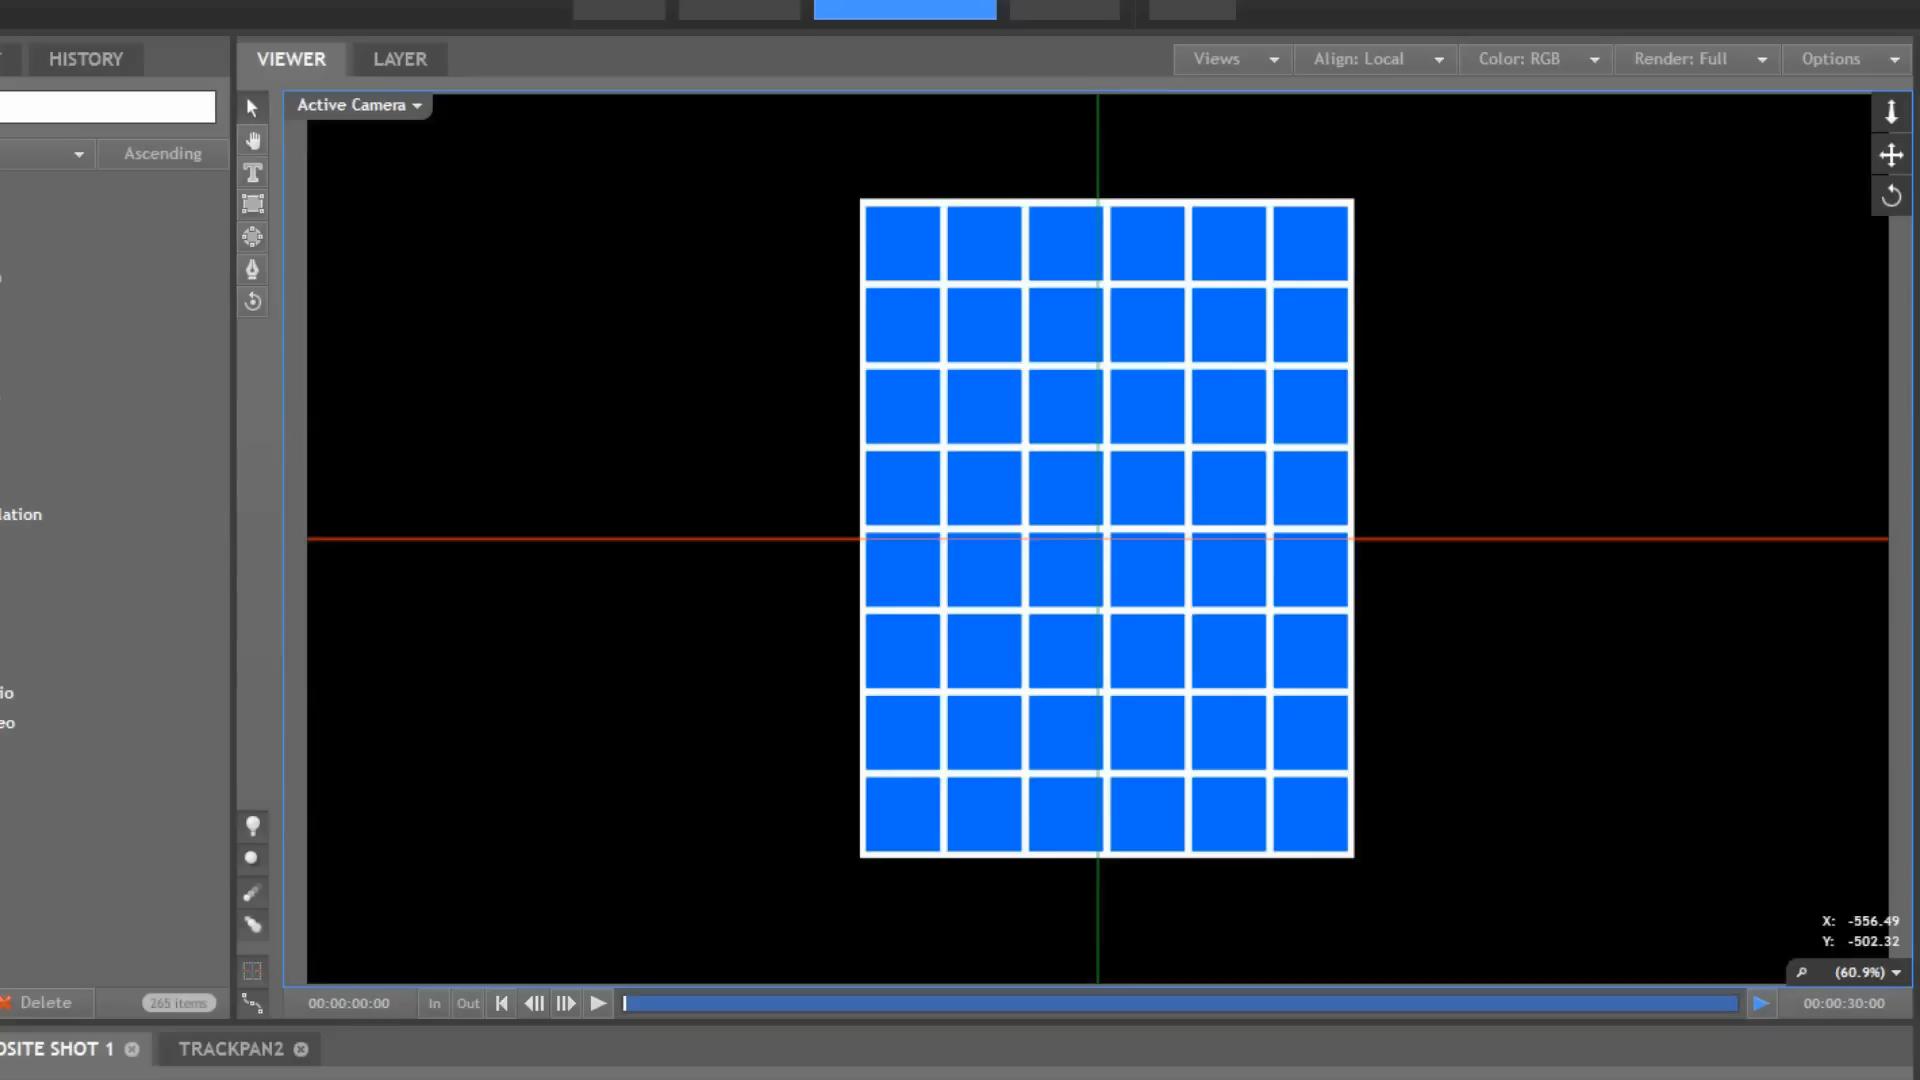 HISTORY
VIEWER
LAYER
Views
Align: Local
Color: RGB
Render: Full
Options
Active Camera
Ascending
lation
io
eo
X: -556.49
Y: -502.32
(60.9%)
Delete
265 items
00:00:00:00
In
Out
00:00:30:00
OSITE SHOT 1
TRACKPAN2